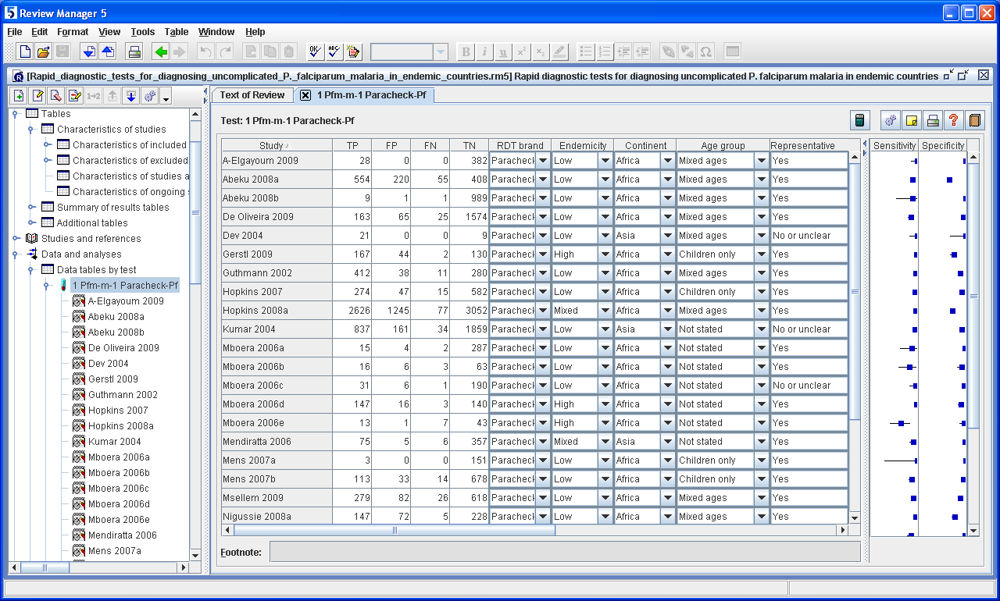 Review Manager 5
File Edit Format View Tools Table Window Help
[Rapid_diagnostic_tests_for_diagnosing_uncomplicated_P._falciparum_malaria_in_endemic_countries.rm5] Rapid diagnostic tests for diagnosing uncomplicated P. falciparum malaria in endemic countries
Tables
Characteristics of studies
Characteristics of included
Characteristics of excluded
Characteristics of studies a
Characteristics of ongoing s
Summary of results tables
Additional tables
Studies and references
Data and analyses
Data tables by test
1 Pfm-m-1 Paracheck-Pf
A-Elgayoum 2009
Abeku 2008a
Abeku 2008b
De Oliveira 2009
Dev 2004
Gerstl 2009
Guthmann 2002
Hopkins 2007
Hopkins 2008a
Kumar 2004
Mboera 2006a
Mboera 2006b
Mboera 2006c
Mboera 2006d
Mboera 2006e
Mendiratta 2006
Mens 2007a
Text of Review 1 Pfm-m-1 Paracheck-Pf
Test: 1 Pfm-m-1 Paracheck-Pf
Study TP FP FN TN RDT brand Endemicity Continent Age group Representative Sensitivity Specificity
A-Elgayoum 2009 28 0 0 382 Paracheck Low Africa Mixed ages Yes
Abeku 2008a 554 220 55 408 Paracheck Low Africa Mixed ages Yes
Abeku 2008b 9 1 1 989 Paracheck Low Africa Mixed ages Yes
De Oliveira 2009 163 65 25 1574 Paracheck Low Africa Mixed ages Yes
Dev 2004 21 0 0 9 Paracheck Low Asia Mixed ages No or unclear
Gerstl 2009 167 44 2 130 Paracheck High Africa Children only Yes
Guthmann 2002 412 38 11 280 Paracheck Low Africa Mixed ages Yes
Hopkins 2007 274 47 15 582 Paracheck Low Africa Children only Yes
Hopkins 2008a 2626 1245 77 3052 Paracheck Mixed Africa Mixed ages Yes
Kumar 2004 837 161 34 1859 Paracheck Low Asia Not stated No or unclear
Mboera 2006a 15 4 2 287 Paracheck Low Africa Not stated Yes
Mboera 2006b 16 6 3 63 Paracheck Low Africa Not stated Yes
Mboera 2006c 31 6 1 190 Paracheck Low Africa Not stated No or unclear
Mboera 2006d 147 16 3 140 Paracheck High Africa Not stated Yes
Mboera 2006e 13 1 7 43 Paracheck High Africa Not stated Yes
Mendiratta 2006 75 5 6 357 Paracheck Mixed Asia Not stated Yes
Mens 2007a 3 0 0 151 Paracheck Low Africa Children only Yes
Mens 2007b 113 33 14 678 Paracheck Low Africa Children only Yes
Msellem 2009 279 82 26 618 Paracheck Low Africa Mixed ages Yes
Nigussie 2008a 147 72 5 228 Paracheck Low Africa Mixed ages Yes
Footnote: